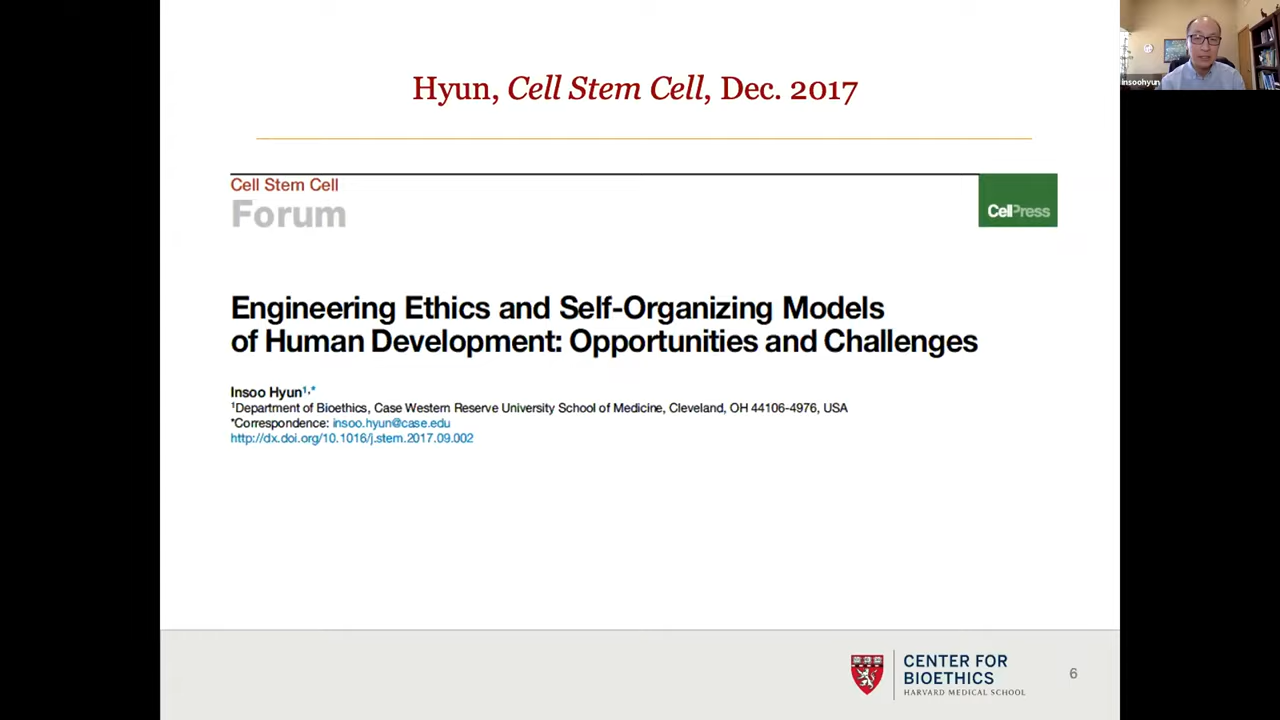 Hyun, Cell Stem Cell, Dec. 2017
insoohyun
Cell Stem Cell
Forum
CellPress
Engineering Ethics and Self-Organizing Models
of Human Development: Opportunities and Challenges
Insoo Hyun1,*
1Department of Bioethics, Case Western Reserve University School of Medicine, Cleveland, OH 44106-4976, USA
*Correspondence: insoo.hyun@case.edu
http://dx.doi.org/10.1016/j.stem.2017.09.002
CENTER FOR
BIOETHICS
HARVARD MEDICAL SCHOOL
6